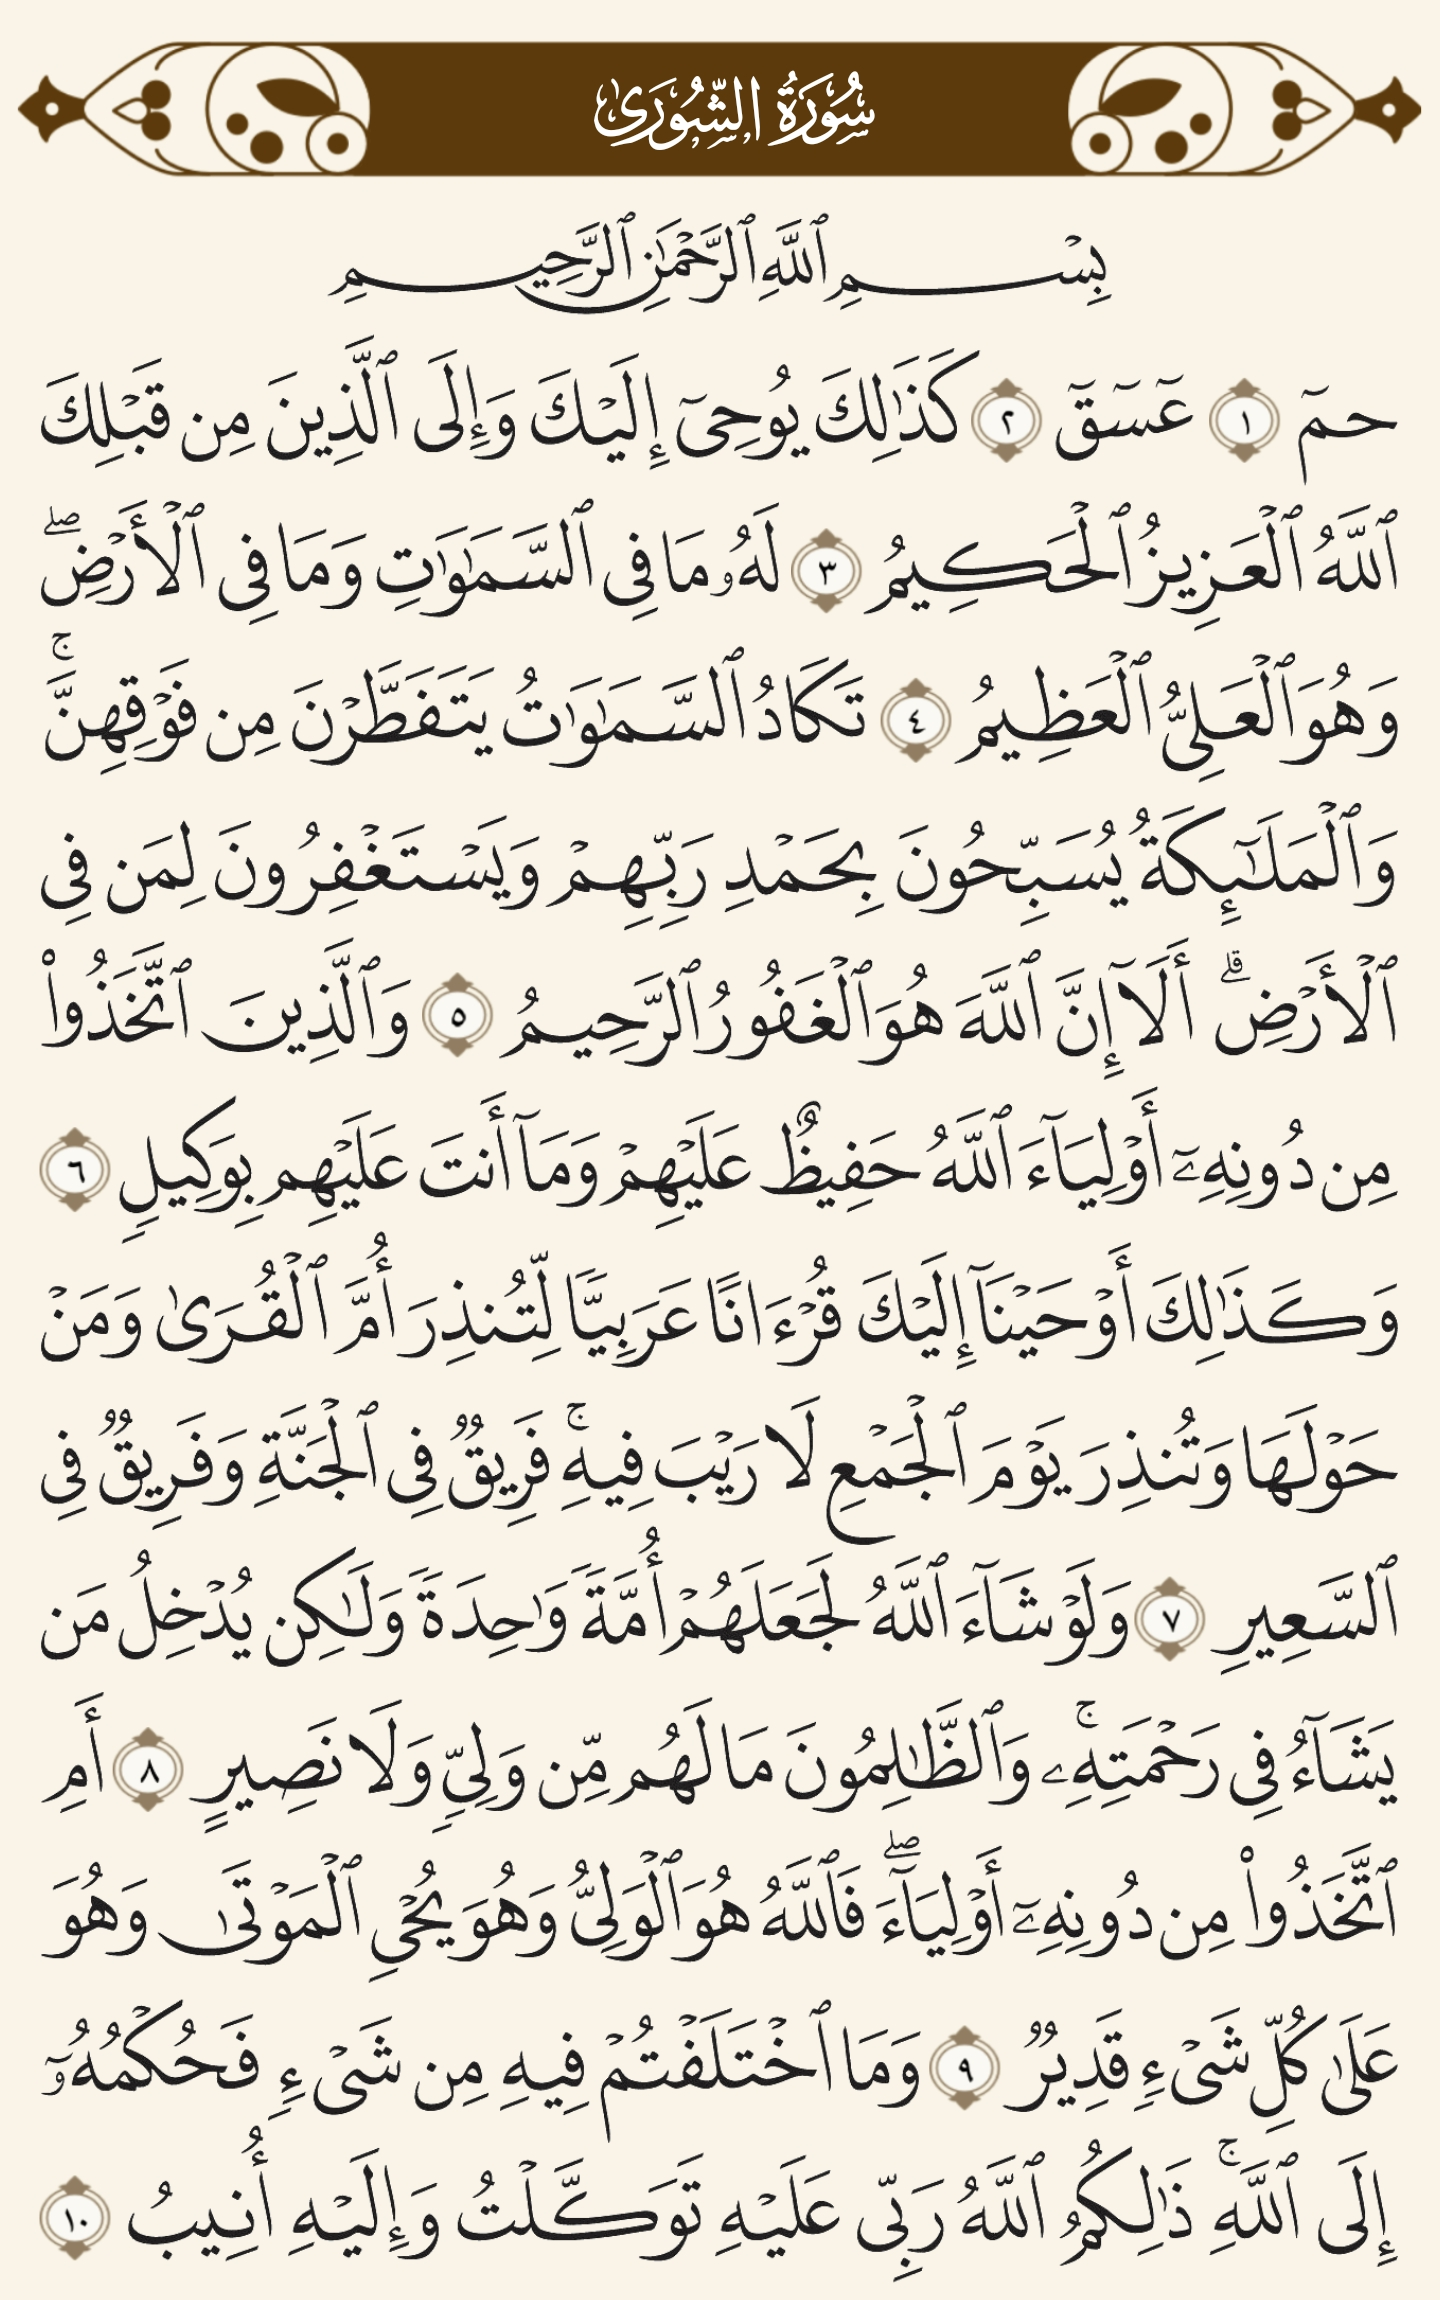 سُورَةُ الشُّورَىٰ
بِسْمِ ٱللَّهِ ٱلرَّحْمَٰنِ ٱلرَّحِيمِ
حمٓ ١ عٓسٓقٓ ٢ كَذَٰلِكَ يُوحِىٓ إِلَيْكَ وَإِلَى ٱلَّذِينَ مِن قَبْلِكَ
ٱللَّهُ ٱلْعَزِيزُ ٱلْحَكِيمُ ٣ لَهُۥ مَا فِى ٱلسَّمَٰوَٰتِ وَمَا فِى ٱلْأَرْضِۖ
وَهُوَ ٱلْعَلِىُّ ٱلْعَظِيمُ ٤ تَكَادُ ٱلسَّمَٰوَٰتُ يَتَفَطَّرْنَ مِن فَوْقِهِنَّۚ
وَٱلْمَلَٰٓئِكَةُ يُسَبِّحُونَ بِحَمْدِ رَبِّهِمْ وَيَسْتَغْفِرُونَ لِمَن فِى
ٱلْأَرْضِۗ أَلَآ إِنَّ ٱللَّهَ هُوَ ٱلْغَفُورُ ٱلرَّحِيمُ ٥ وَٱلَّذِينَ ٱتَّخَذُوا۟
مِن دُونِهِۦٓ أَوْلِيَآءَ ٱللَّهُ حَفِيظٌ عَلَيْهِمْ وَمَآ أَنتَ عَلَيْهِم بِوَكِيلٍ ٦
وَكَذَٰلِكَ أَوْحَيْنَآ إِلَيْكَ قُرْءَانًا عَرَبِيًّا لِّتُنذِرَ أُمَّ ٱلْقُرَىٰ وَمَنْ
حَوْلَهَا وَتُنذِرَ يَوْمَ ٱلْجَمْعِ لَا رَيْبَ فِيهِۚ فَرِيقٌ فِى ٱلْجَنَّةِ وَفَرِيقٌ فِى
ٱلسَّعِيرِ ٧ وَلَوْ شَآءَ ٱللَّهُ لَجَعَلَهُمْ أُمَّةً وَٰحِدَةً وَلَٰكِن يُدْخِلُ مَن
يَشَآءُ فِى رَحْمَتِهِۦۚ وَٱلظَّٰلِمُونَ مَا لَهُم مِّن وَلِىٍّ وَلَا نَصِيرٍ ٨ أَمِ
ٱتَّخَذُوا۟ مِن دُونِهِۦٓ أَوْلِيَآءَۖ فَٱللَّهُ هُوَ ٱلْوَلِىُّ وَهُوَ يُحْىِ ٱلْمَوْتَىٰ وَهُوَ
عَلَىٰ كُلِّ شَىْءٍ قَدِيرٌ ٩ وَمَا ٱخْتَلَفْتُمْ فِيهِ مِن شَىْءٍ فَحُكْمُهُۥٓ
إِلَى ٱللَّهِۚ ذَٰلِكُمُ ٱللَّهُ رَبِّى عَلَيْهِ تَوَكَّلْتُ وَإِلَيْهِ أُنِيبُ ١٠